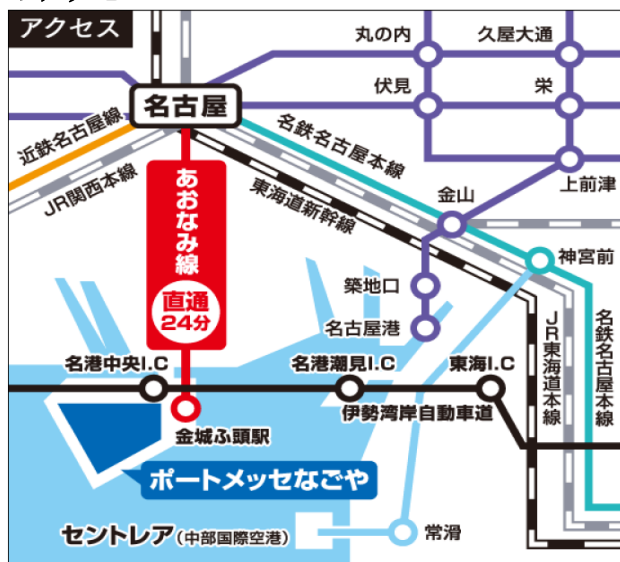 アクセス
丸の内
久屋大通
伏見
栄
名古屋
近鉄名古屋線
JR関西本線
名鉄名古屋本線
東海道新幹線
上前津
金山
あおなみ線
直通
24分
神宮前
築地口
名古屋港
名港中央I.C
名港潮見I.C
東海I.C
JR東海道本線
名鉄名古屋本線
伊勢湾岸自動車道
金城ふ頭駅
ポートメッセなごや
セントレア(中部国際空港)
常滑